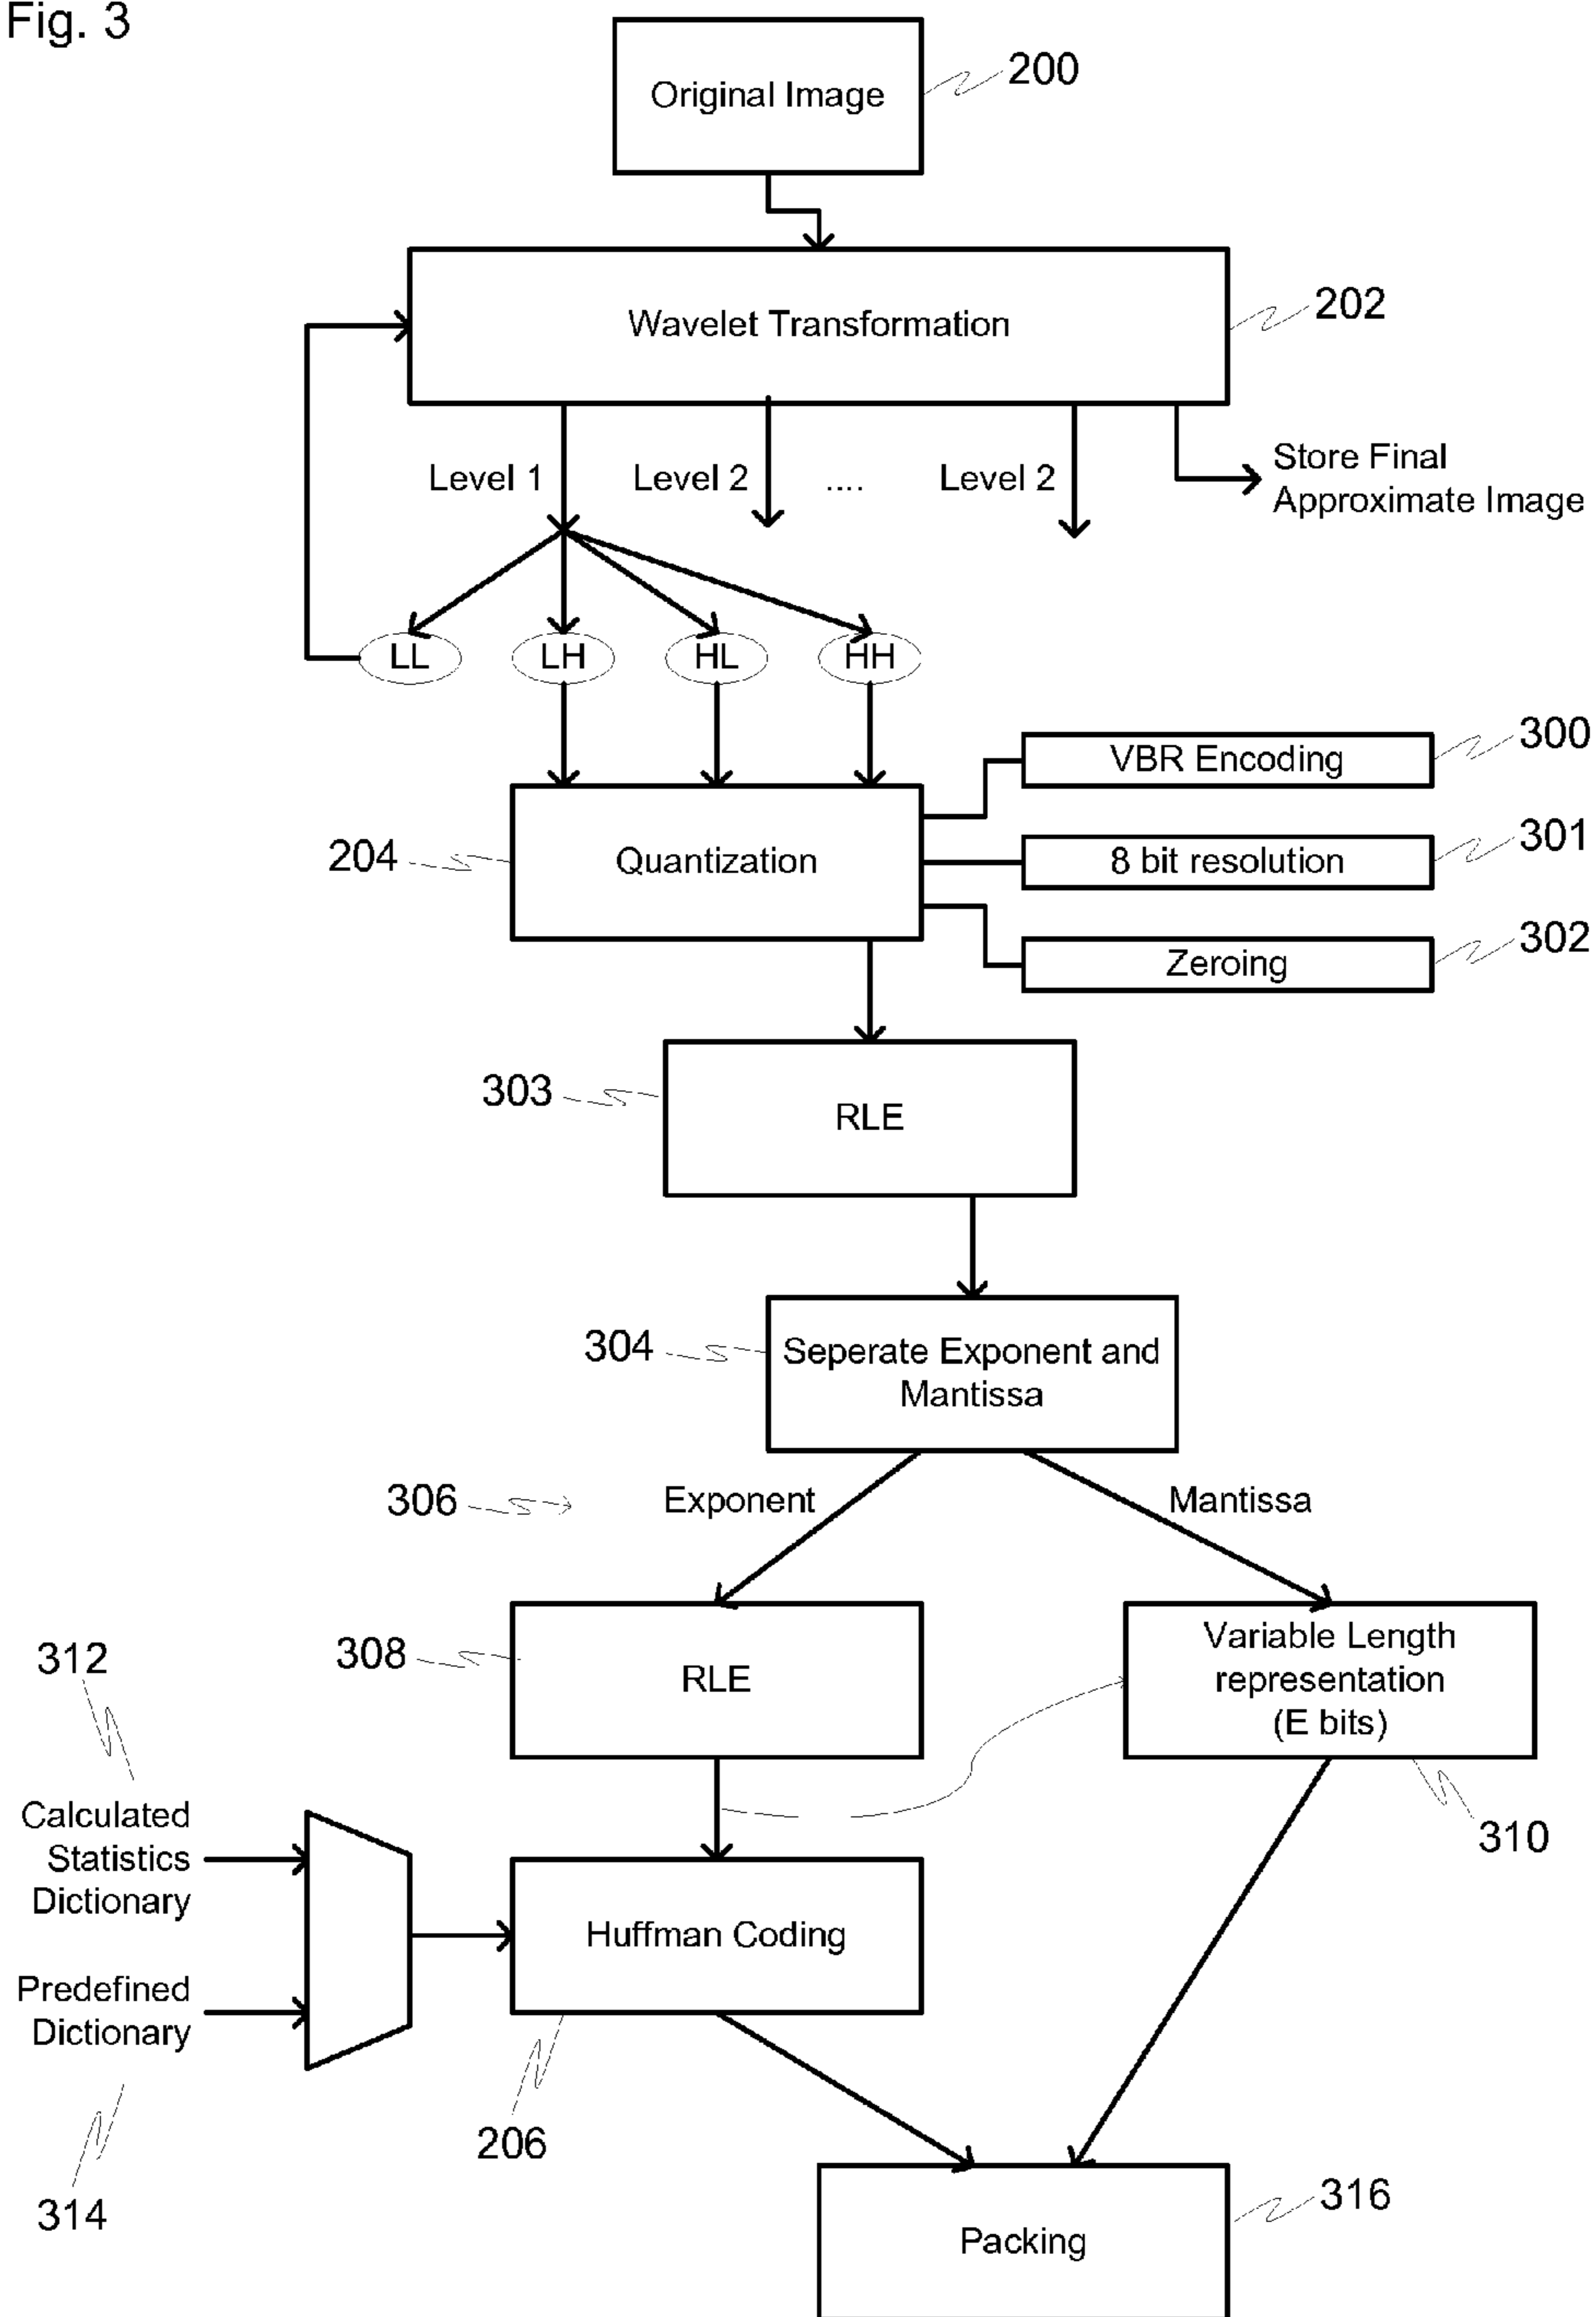 Fig. 3
Original Image
200
Wavelet Transformation
202
Level 1
Level 2
....
Level 2
Store Final
Approximate Image
LL
LH
HL
HH
300
VBR Encoding
204
Quantization
301
8 bit resolution
302
Zeroing
303
RLE
304
Seperate Exponent and
Mantissa
306
Exponent
Mantissa
312
308
RLE
Variable Length
representation
(E bits)
310
Calculated
Statistics
Dictionary
Huffman Coding
Predefined
Dictionary
206
314
316
Packing